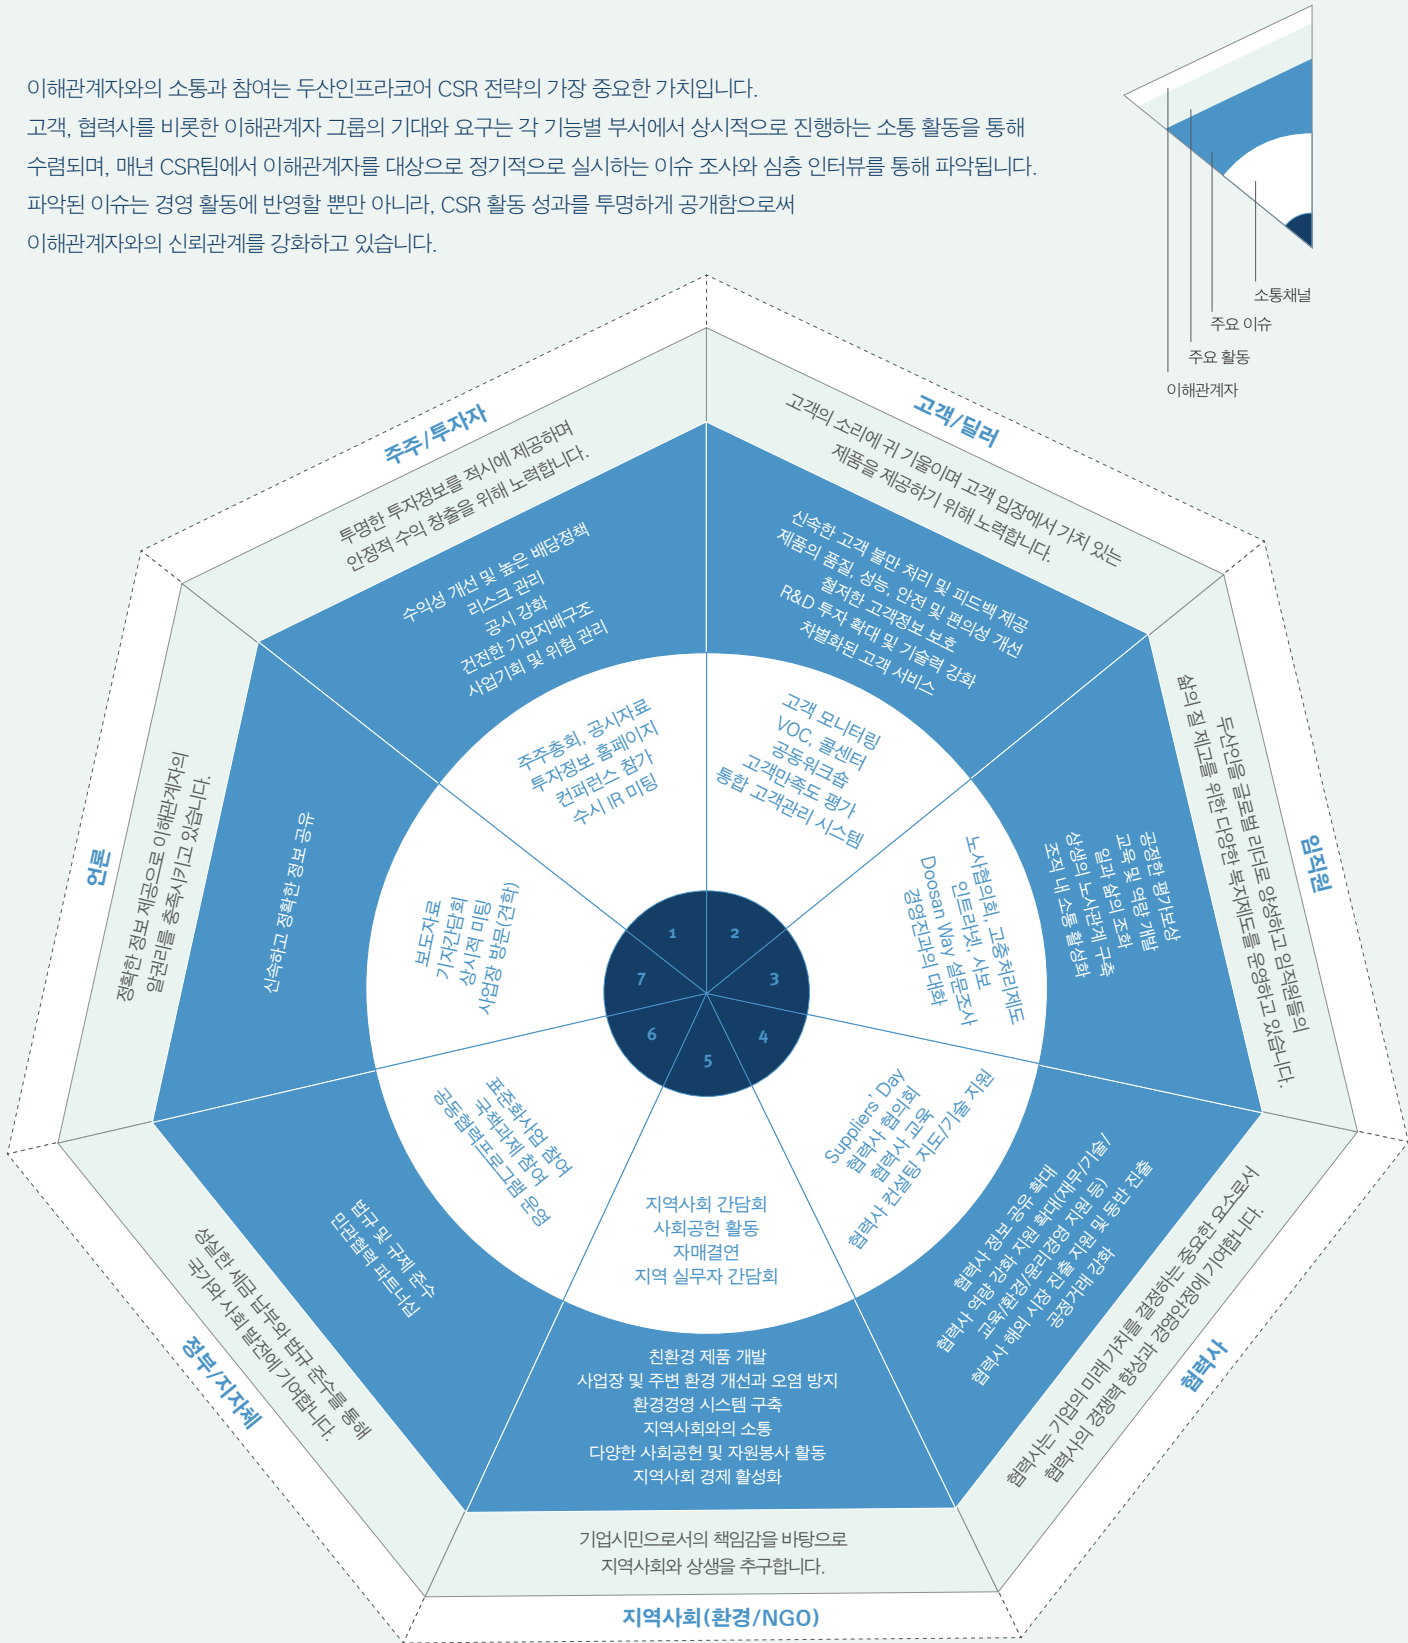 이해관계자와의 소통과 참여는 두산인프라코어 CSR 전략의 가장 중요한 가치입니다.
고객, 협력사를 비롯한 이해관계자 그룹의 기대와 요구는 각 기능별 부서에서 상시적으로 진행하는 소통 활동을 통해
수렴되며, 매년 CSR팀에서 이해관계자를 대상으로 정기적으로 실시하는 이슈 조사와 심층 인터뷰를 통해 파악됩니다.
파악된 이슈는 경영 활동에 반영할 뿐만 아니라, CSR 활동 성과를 투명하게 공개함으로써
이해관계자와의 신뢰관계를 강화하고 있습니다.
소통채널
주요 이슈
주요 활동
이해관계자
주주/투자자
투명한 투자정보를 적시에 제공하며
안정적 수익 창출을 위해 노력합니다.
수익성 개선 및 높은 배당정책
리스크 관리
공시 강화
건전한 기업지배구조
사업기회 및 위험 관리
주주총회, 공시자료
투자정보 홈페이지
컨퍼런스 참가
수시 IR 미팅
1
고객/딜러
고객의 소리에 귀 기울이며 고객 입장에서 가치 있는
제품을 제공하기 위해 노력합니다.
신속한 고객 불만 처리 및 피드백 제공
제품의 품질, 성능, 안전 및 편의성 개선
철저한 고객정보 보호
R&D 투자 확대 및 기술력 강화
차별화된 고객 서비스
고객 모니터링
VOC, 콜센터
공동워크숍
고객만족도 평가
통합 고객관리 시스템
2
임직원
두산인을 글로벌 리더로 양성하고 임직원들의
삶의 질 제고를 위한 다양한 복지제도를 운영하고 있습니다.
공정한 평가보상
교육 및 역량 개발
일과 삶의 조화
상생의 노사관계 구축
조직 내 소통 활성화
노사협의회, 고충처리제도
인트라넷, 사보
Doosan Way 설문조사
경영진과의 대화
3
협력사
협력사는 기업의 미래 가치를 결정하는 중요한 요소로서
협력사의 경쟁력 향상과 경영안정에 기여합니다.
협력사 정보 공유 확대
협력사 역량 강화 지원 확대(재무/기술/
교육/환경/윤리경영 지원 등)
협력사 해외 시장 진출 지원 및 동반 진출
공정거래 강화
Suppliers’ Day
협력사 협의회
협력사 교육
협력사 컨설팅 지도/기술 지원
4
지역사회 간담회
사회공헌 활동
자매결연
지역 실무자 간담회
5
친환경 제품 개발
사업장 및 주변 환경 개선과 오염 방지
환경경영 시스템 구축
지역사회와의 소통
다양한 사회공헌 및 자원봉사 활동
지역사회 경제 활성화
기업시민으로서의 책임감을 바탕으로
지역사회와 상생을 추구합니다.
지역사회(환경/NGO)
정부/지자체
성실한 세금 납부와 법규 준수를 통해
국가와 사회 발전에 기여합니다.
법규 및 규제 준수
민관협력 파트너십
표준화사업 참여
국책과제 참여
공동협력프로그램 운영
6
언론
정확한 정보 제공으로 이해관계자의
알권리를 충족시키고 있습니다.
신속하고 정확한 정보 공유
보도자료
기자간담회
상시적 미팅
사업장 방문(견학)
7